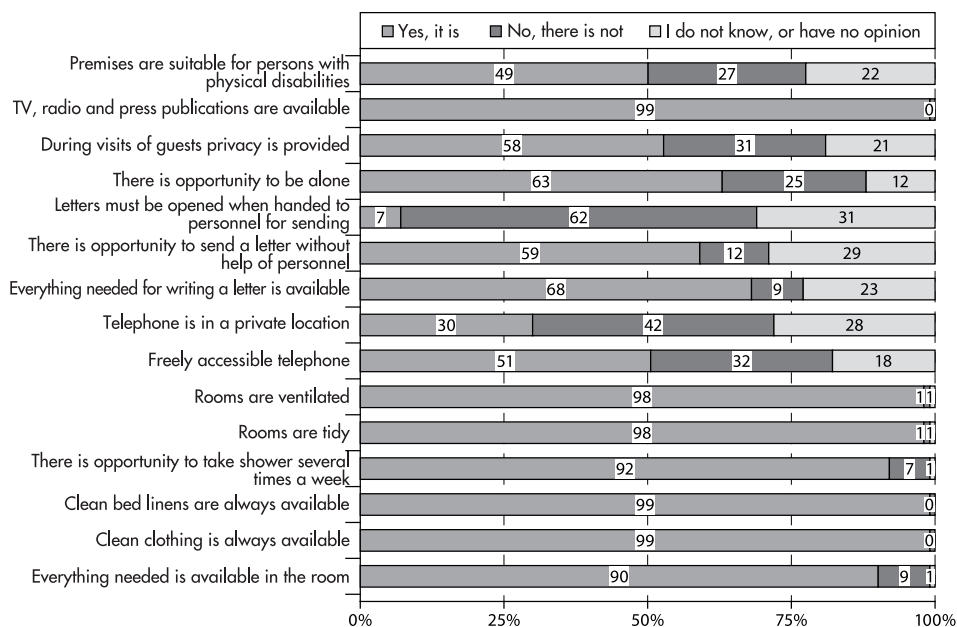 Yes, it is No, there is not I do not know, or have no opinion
Premises are suitable for persons with
physical disabilities
49 27 22
TV, radio and press publications are available
99 0
During visits of guests privacy is provided
58 31 21
There is opportunity to be alone
63 25 12
Letters must be opened when handed to
personnel for sending
7 62 31
There is opportunity to send a letter without
help of personnel
59 12 29
Everything needed for writing a letter is available
68 9 23
Telephone is in a private location
30 42 28
Freely accessible telephone
51 32 18
Rooms are ventilated
98 1 1
Rooms are tidy
98 1 1
There is opportunity to take shower several
times a week
92 7 1
Clean bed linens are always available
99 0
Clean clothing is always available
99 0
Everything needed is available in the room
90 9 1
0% 25% 50% 75% 100%